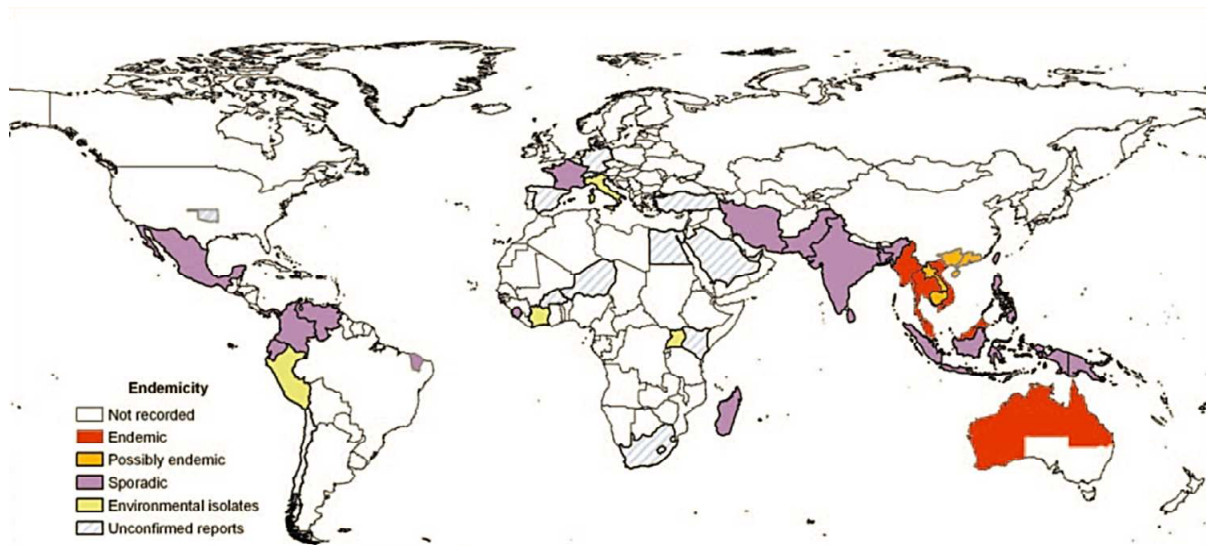 Endemicity
Not recorded
Endemic
Possibly endemic
Sporadic
Environmental isolates
Unconfirmed reports